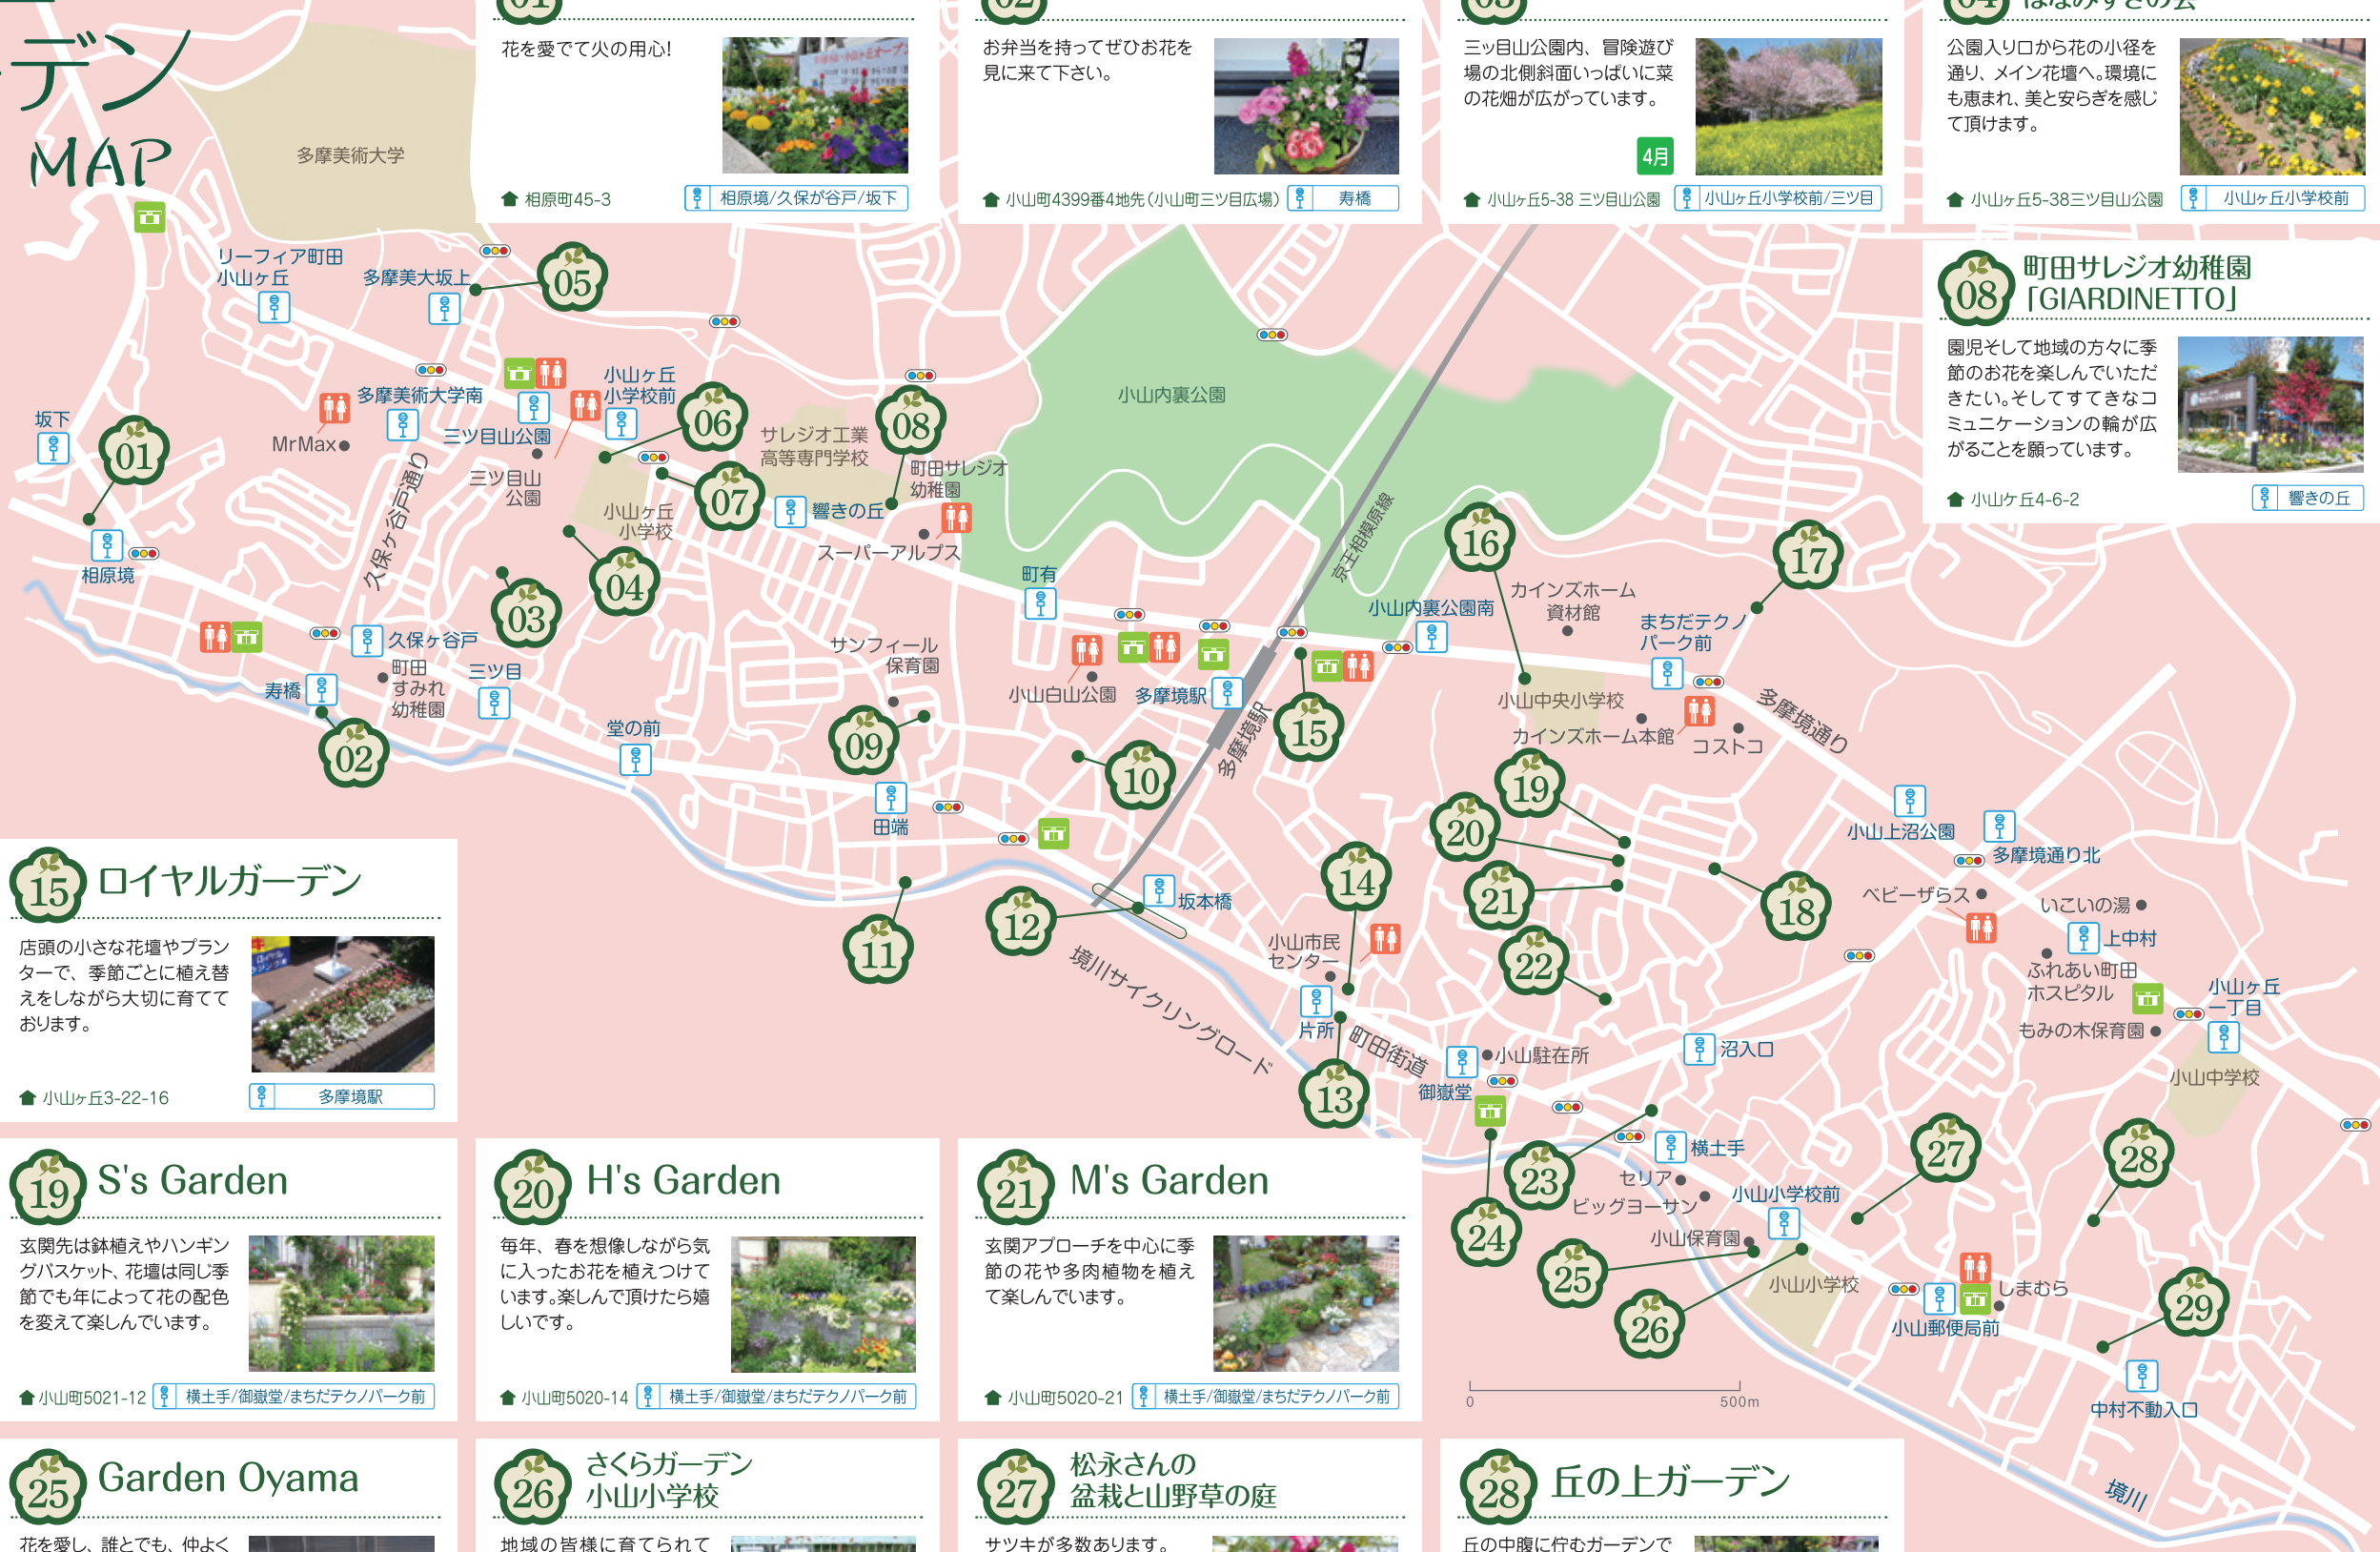 デン
MAP
花を愛でて火の用心!
相原町45-3
相原境/久保が谷戸/坂下
お弁当を持ってぜひお花を
見に来て下さい。
小山町4399番4地先(小山町三ツ目広場)
寿橋
三ッ目山公園内、冒険遊び
場の北側斜面いっぱいに菜
の花畑が広がっています。
4月
小山ヶ丘5-38 三ツ目山公園
小山ヶ丘小学校前/三ツ目
公園入り口から花の小径を
通り、メイン花壇へ。環境に
も恵まれ、美と安らぎを感じ
て頂けます。
小山ヶ丘5-38三ツ目山公園
小山ヶ丘小学校前
08
町田サレジオ幼稚園
「GIARDINETTO」
園児そして地域の方々に季
節のお花を楽しんでいただ
きたい。そしてすてきなコ
ミュニケーションの輪が広
がることを願っています。
小山ケ丘4-6-2
響きの丘
多摩美術大学
リーフィア町田
小山ヶ丘
多摩美大坂上
05
坂下
01
相原境
MrMax
多摩美術大学南
久保ヶ谷戸通り
三ツ目山公園
三ツ目山
公園
小山ヶ丘
小学校前
06
07
小山ヶ丘
小学校
04
03
サレジオ工業
高等専門学校
08
町田サレジオ
幼稚園
響きの丘
スーパーアルプス
小山内裏公園
京王相模原線
久保ヶ谷戸
町田
すみれ
幼稚園
三ツ目
寿橋
02
堂の前
町有
サンフィール
保育園
09
田端
11
小山白山公園
多摩境駅
多摩境駅
10
15
12
坂本橋
境川サイクリングロード
小山内裏公園南
16
カインズホーム
資材館
17
まちだテクノ
パーク前
小山中央小学校
カインズホーム本館
コストコ
多摩境通り
19
20
21
22
18
14
小山市民
センター
片所
13
町田街道
小山駐在所
御嶽堂
沼入口
小山上沼公園
多摩境通り北
ベビーザらス
いこいの湯
上中村
ふれあい町田
ホスピタル
もみの木保育園
小山ヶ丘
一丁目
小山中学校
23
24
横土手
セリア
ビッグヨーサン
小山小学校前
小山保育園
25
26
小山小学校
27
28
29
しまむら
小山郵便局前
中村不動入口
境川
0
500m
15
ロイヤルガーデン
店頭の小さな花壇やプラン
ターで、季節ごとに植え替
えをしながら大切に育てて
おります。
小山ヶ丘3-22-16
多摩境駅
19
S's Garden
玄関先は鉢植えやハンギン
グバスケット、花壇は同じ季
節でも年によって花の配色
を変えて楽しんでいます。
小山町5021-12
横土手/御嶽堂/まちだテクノパーク前
20
H's Garden
毎年、春を想像しながら気
に入ったお花を植えつけて
います。楽しんで頂けたら嬉
しいです。
小山町5020-14
横土手/御嶽堂/まちだテクノパーク前
21
M's Garden
玄関アプローチを中心に季
節の花や多肉植物を植え
て楽しんでいます。
小山町5020-21
横土手/御嶽堂/まちだテクノパーク前
25
Garden Oyama
花を愛し、誰とでも、仲よく
26
さくらガーデン
小山小学校
地域の皆様に育てられて
27
松永さんの
盆栽と山野草の庭
サツキが多数あります。
28
丘の上ガーデン
丘の中腹に佇むガーデンで